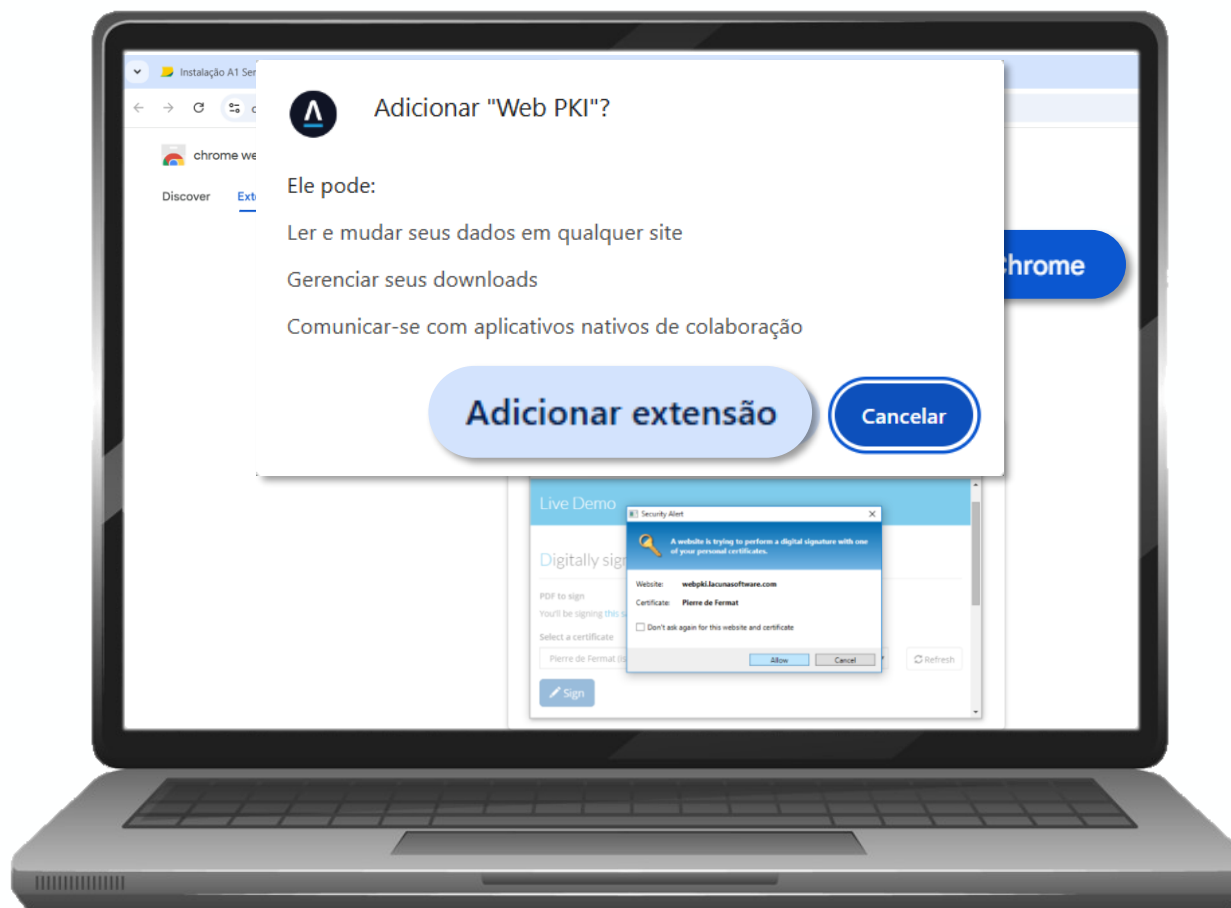 Instalação A1 Ser
Adicionar "Web PKI"?
chrome we
Ele pode:
Discover
Ext
Ler e mudar seus dados em qualquer site
hrome
Gerenciar seus downloads
Comunicar-se com aplicativos nativos de colaboração
Adicionar extensão
Cancelar
Live Demo
Security Alert
A website is trying to perform a digital signature with one
of your personal certificates.
Digitally sign
Website: webpki.lacunasoftware.com
PDF to sign
Certificate: Pierre de Fermat
You'll be signing this s
Don't ask again for this website and certificate
Select a certificate
Pierre de Fermat (is
Allow
Cancel
Refresh
Sign